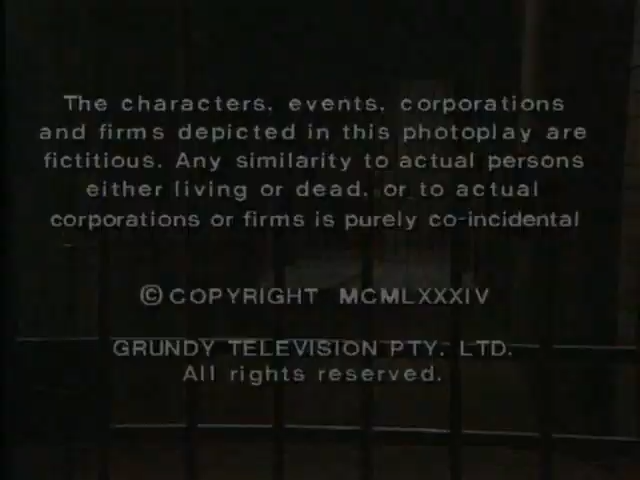 The characters, events, corporations
and firms depicted in this photoplay are
fictitious. Any similarity to actual persons
either living or dead, or to actual
corporations or firms is purely co-incidental
© COPYRIGHT MCMLXXXIV
GRUNDY TELEVISION PTY. LTD.
All rights reserved.